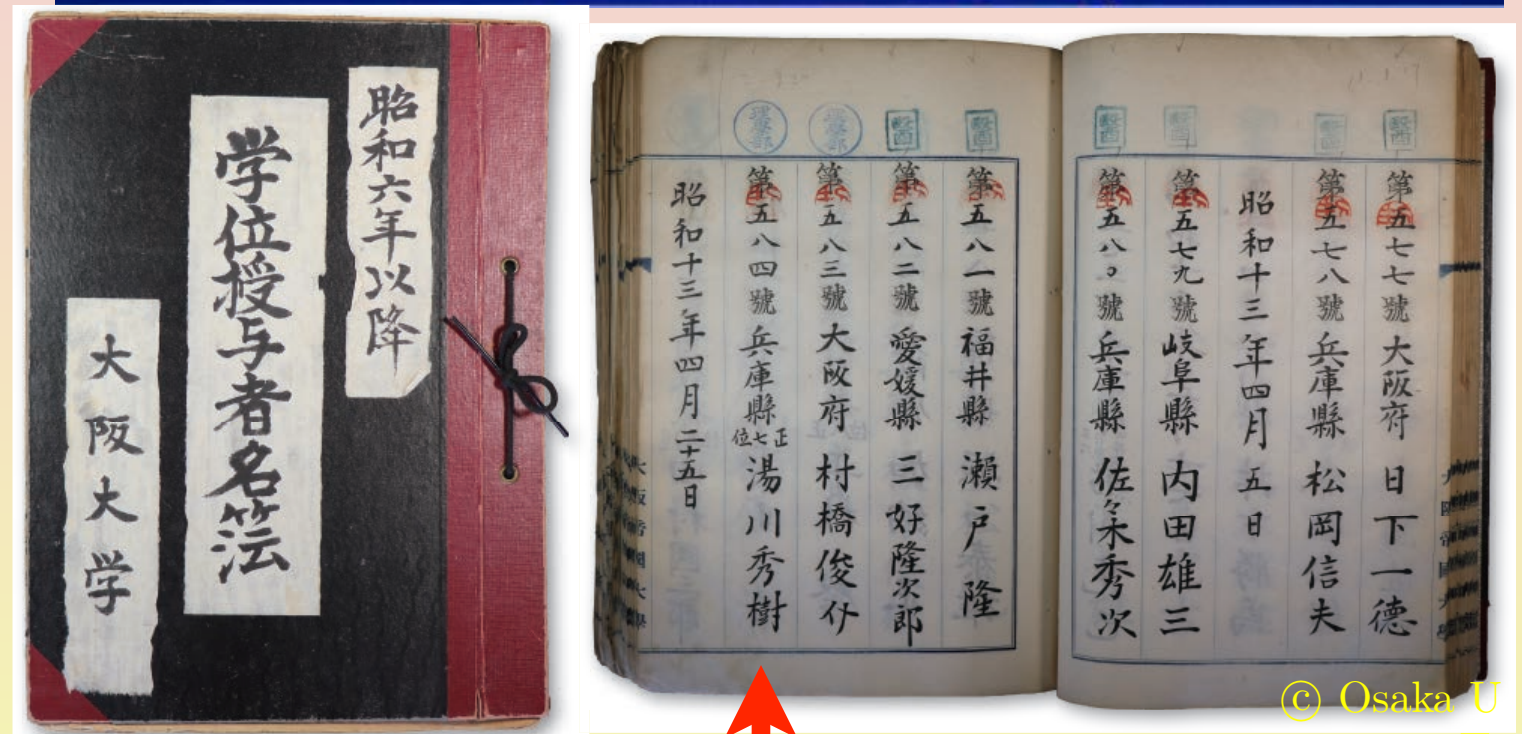 昭和六年以降
学位授与者名簿
大阪大学
第五七七號 大阪府 日下一德
第五七八號 兵庫縣 松岡信夫
昭和十三年四月五日
第五七九號 岐阜縣 内田雄三
第五八〇號 兵庫縣 佐々木秀次
第五八一號 福井縣 瀬戸隆
第五八二號 愛媛縣 三好隆次郎
第五八三號 大阪府 村橋俊介
第五八四號 兵庫縣 正七位 湯川秀樹
昭和十三年四月二十五日
理學部
理學部
© Osaka U